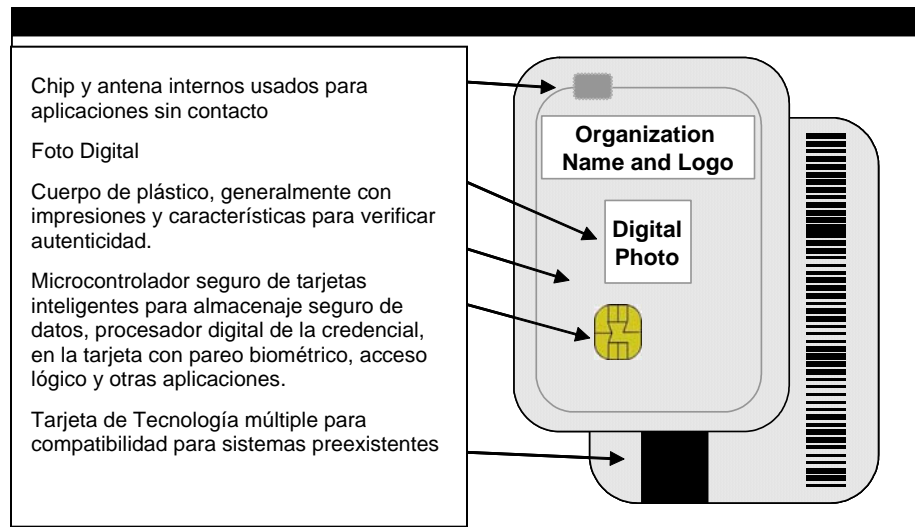 Chip y antena internos usados para
aplicaciones sin contacto
Foto Digital
Cuerpo de plástico, generalmente con
impresiones y características para verificar
autenticidad.
Microcontrolador seguro de tarjetas
inteligentes para almacenaje seguro de
datos, procesador digital de la credencial,
en la tarjeta con pareo biométrico, acceso
lógico y otras aplicaciones.
Tarjeta de Tecnología múltiple para
compatibilidad para sistemas preexistentes
Organization
Name and Logo
Digital
Photo